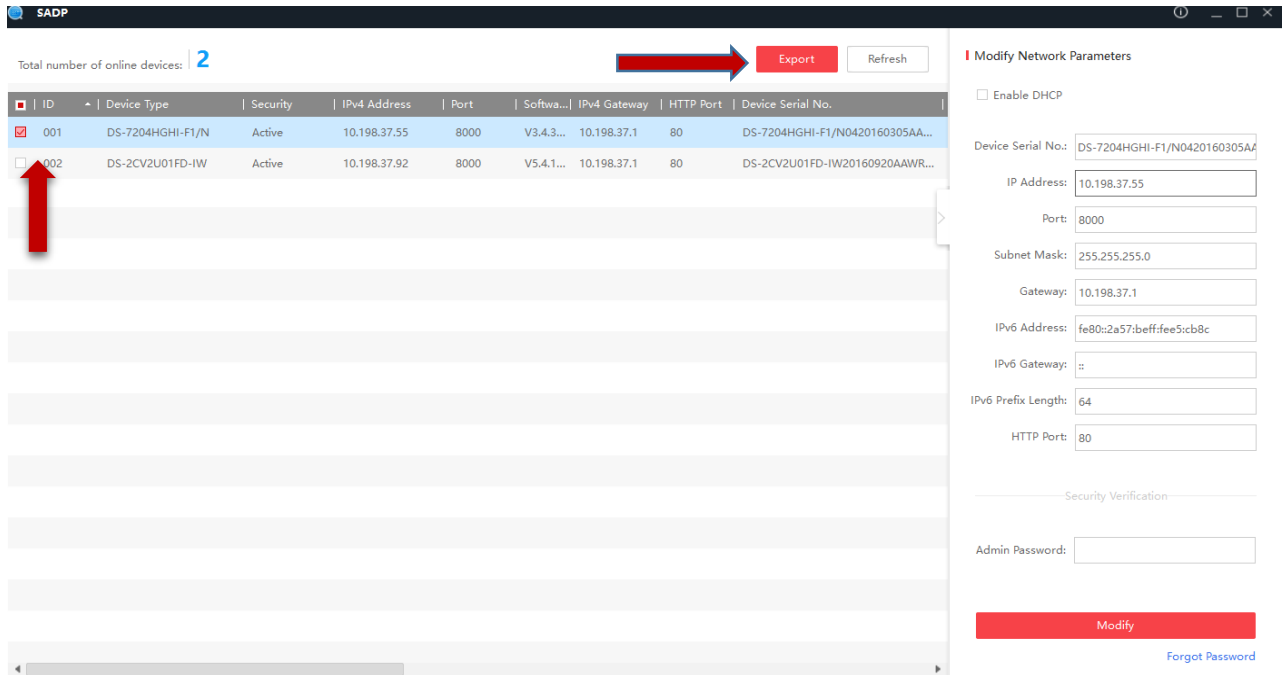 SADP
Total number of online devices: 2
Export
Refresh
ID Device Type Security IPv4 Address Port Softwa... IPv4 Gateway HTTP Port Device Serial No.
001 DS-7204HGHI-F1/N Active 10.198.37.55 8000 V3.4.3... 10.198.37.1 80 DS-7204HGHI-F1/N0420160305AA...
002 DS-2CV2U01FD-IW Active 10.198.37.92 8000 V5.4.1... 10.198.37.1 80 DS-2CV2U01FD-IW20160920AAWR...
Modify Network Parameters
Enable DHCP
Device Serial No.: DS-7204HGHI-F1/N0420160305AA
IP Address: 10.198.37.55
Port: 8000
Subnet Mask: 255.255.255.0
Gateway: 10.198.37.1
IPv6 Address: fe80::2a57:beff:fee5:cb8c
IPv6 Gateway: ::
IPv6 Prefix Length: 64
HTTP Port: 80
Security Verification
Admin Password:
Modify
Forgot Password